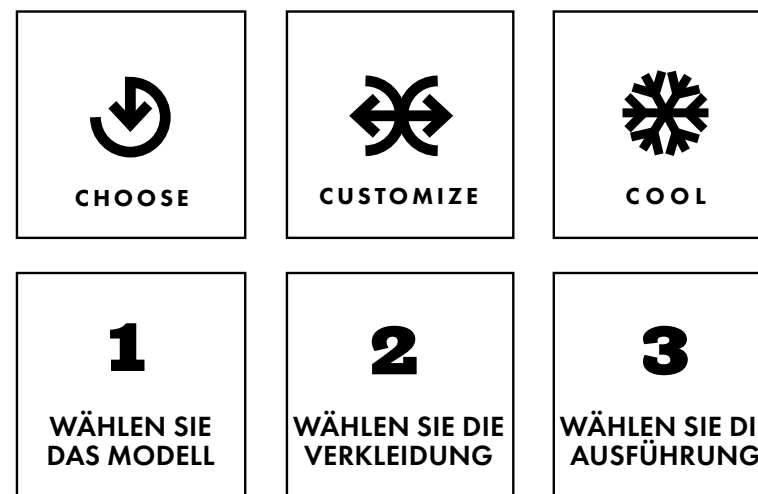 CHOOSE
CUSTOMIZE
COOL
1
2
3
WÄHLEN SIE
DAS MODELL
WÄHLEN SIE DIE
VERKLEIDUNG
WÄHLEN SIE DI
AUSFÜHRUNG